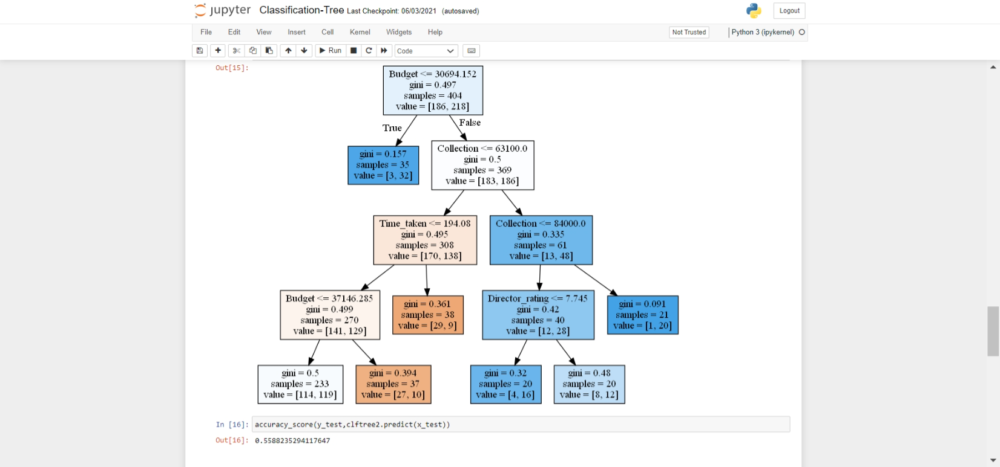 jupyter Classification-Tree Last Checkpoint: 06/03/2021 (autosaved)
Logout
File Edit View Insert Cell Kernel Widgets Help
Not Trusted
Python 3 (ipykernel)
Run
Code
Out[15]:
Budget <= 30694.152
gini = 0.497
samples = 404
value = [186, 218]
True
False
gini = 0.157
samples = 35
value = [3, 32]
Collection <= 63100.0
gini = 0.5
samples = 369
value = [183, 186]
Time_taken <= 194.08
gini = 0.495
samples = 308
value = [170, 138]
Collection <= 84000.0
gini = 0.335
samples = 61
value = [13, 48]
Budget <= 37146.285
gini = 0.499
samples = 270
value = [141, 129]
gini = 0.361
samples = 38
value = [29, 9]
Director_rating <= 7.745
gini = 0.42
samples = 40
value = [12, 28]
gini = 0.091
samples = 21
value = [1, 20]
gini = 0.5
samples = 233
value = [114, 119]
gini = 0.394
samples = 37
value = [27, 10]
gini = 0.32
samples = 20
value = [4, 16]
gini = 0.48
samples = 20
value = [8, 12]
In [16]: accuracy_score(y_test,clftree2.predict(x_test))
Out[16]: 0.5588235294117647